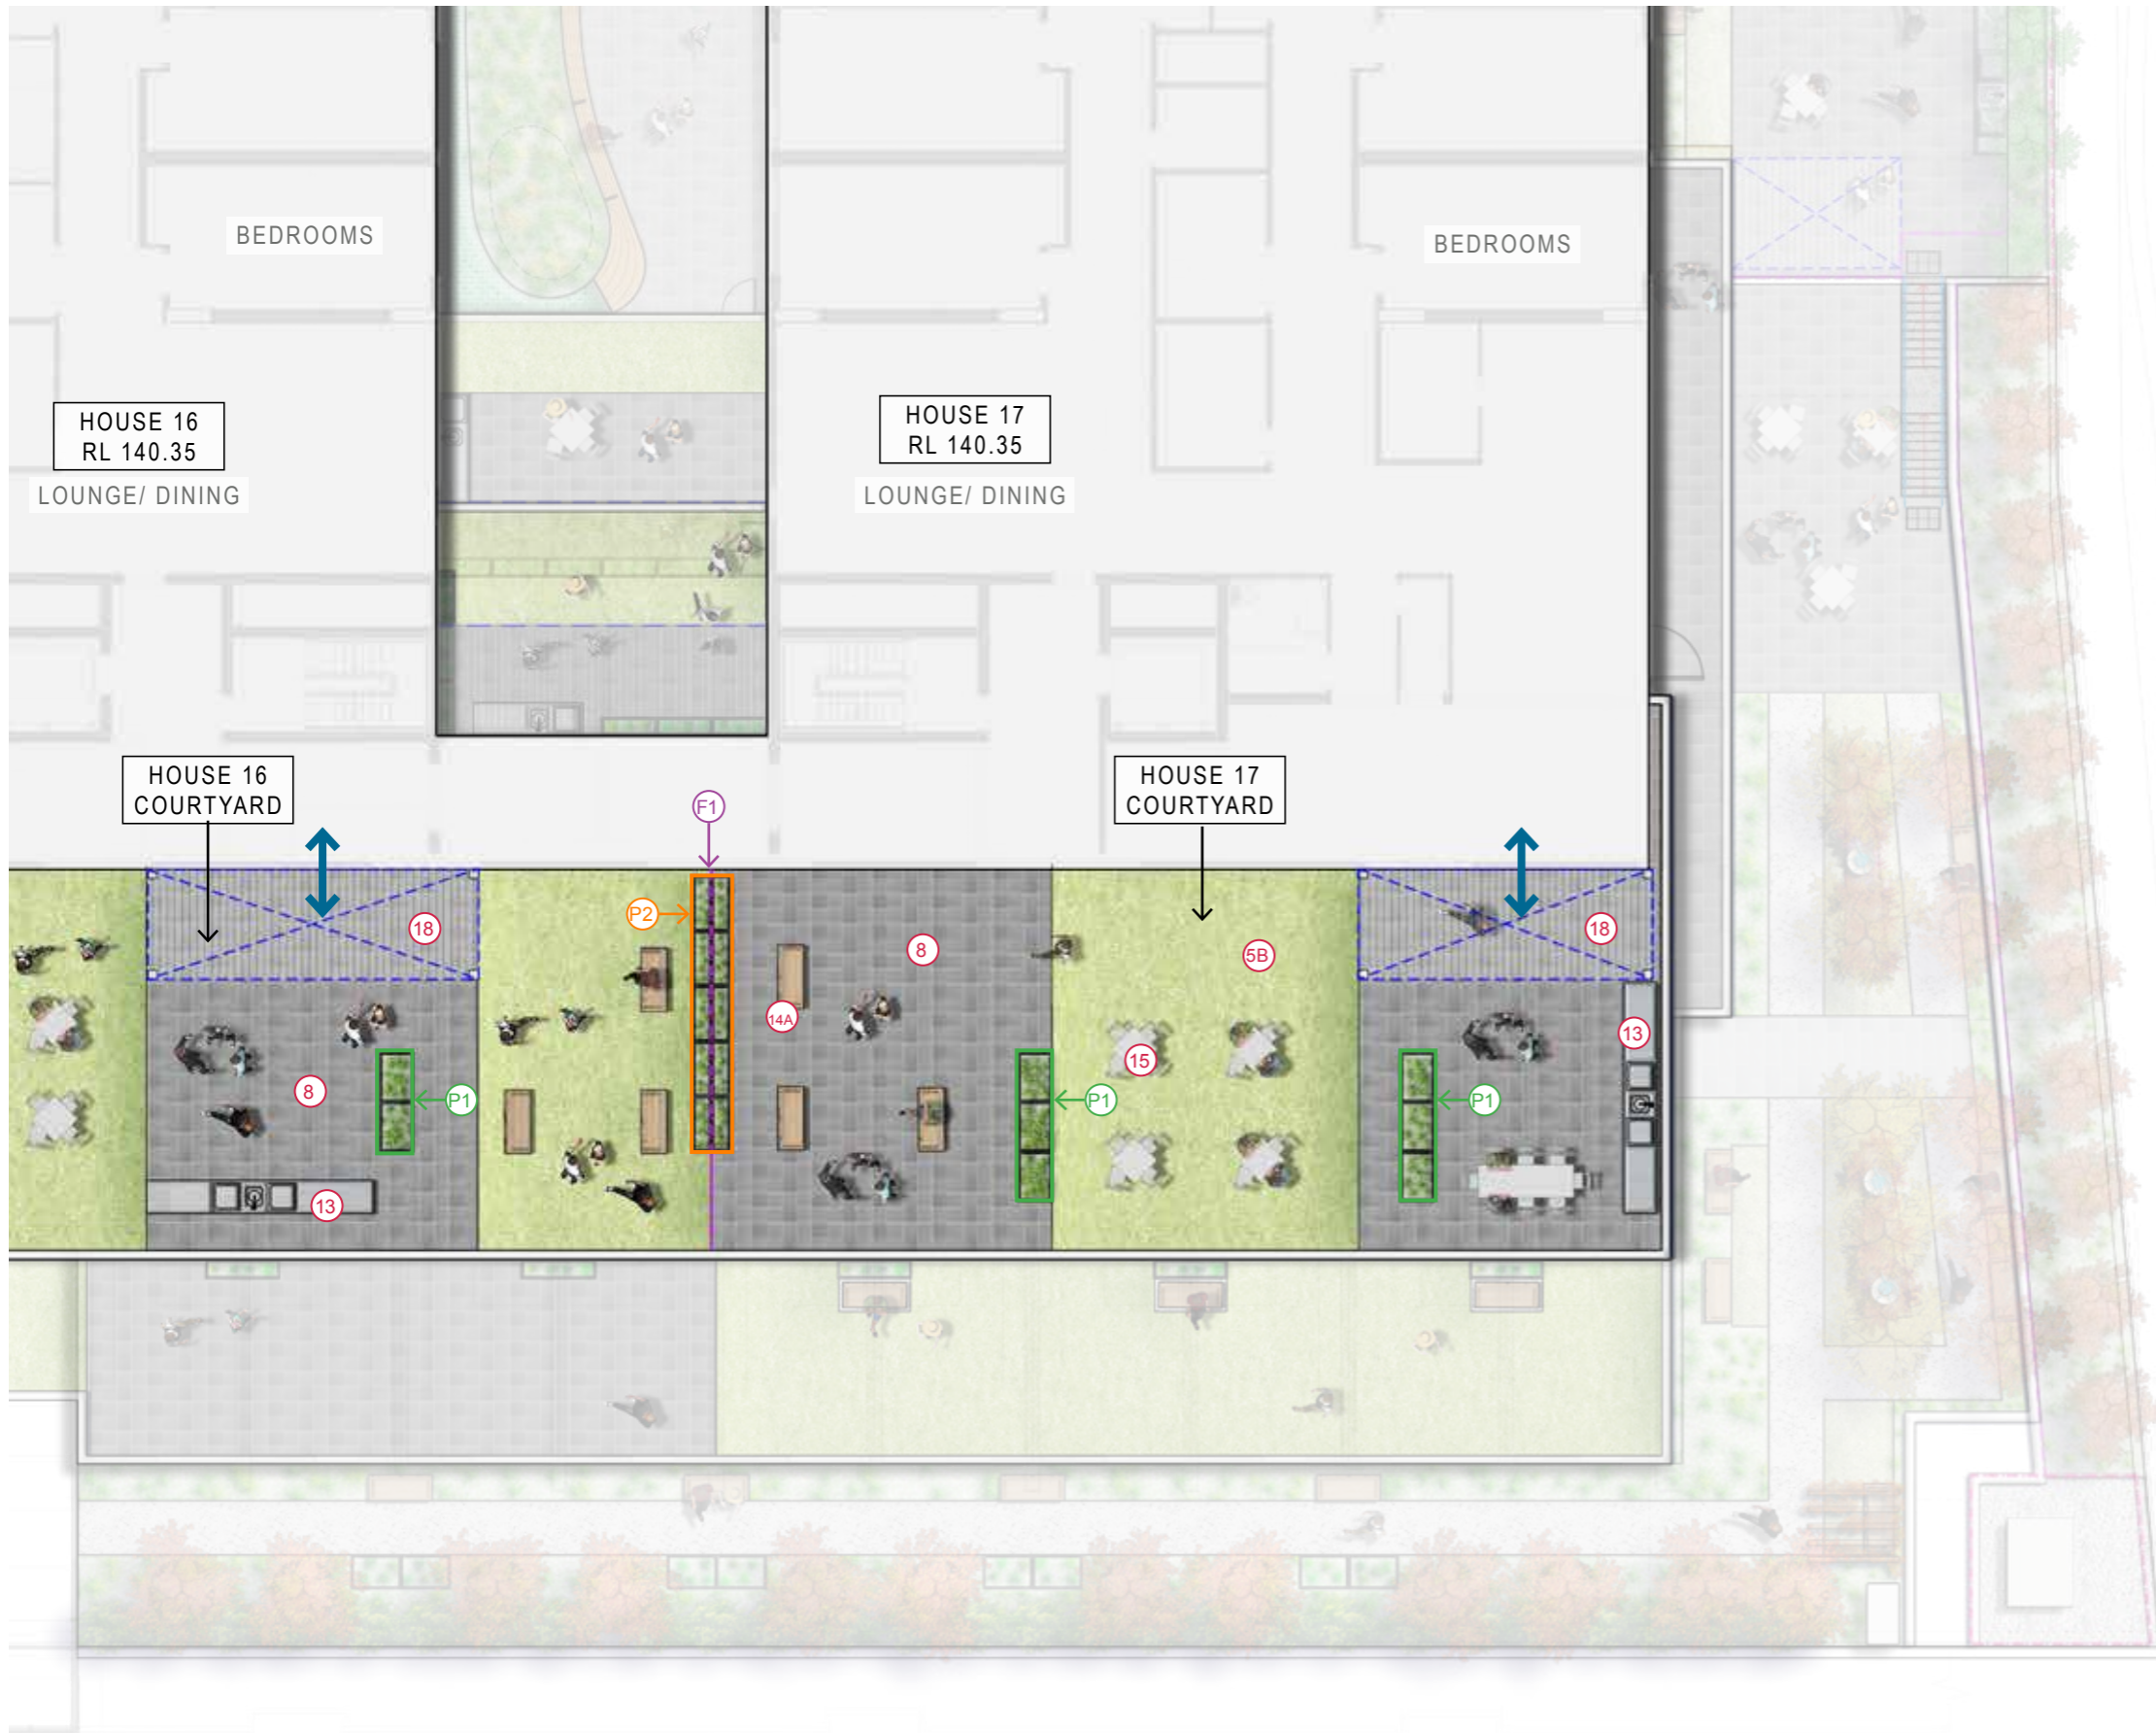 BEDROOMS
BEDROOMS
HOUSE 16
RL 140.35
LOUNGE/ DINING
HOUSE 17
RL 140.35
LOUNGE/ DINING
HOUSE 16
COURTYARD
F1
HOUSE 17
COURTYARD
P2
18
8
5B
18
14A
15
13
8
P1
P1
P1
13